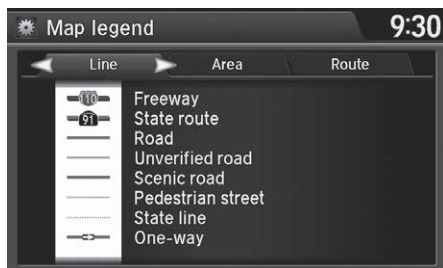 Map legend 9:30
Line Area Route
110 Freeway
91 State route
Road
Unverified road
Scenic road
Pedestrian street
State line
One-way